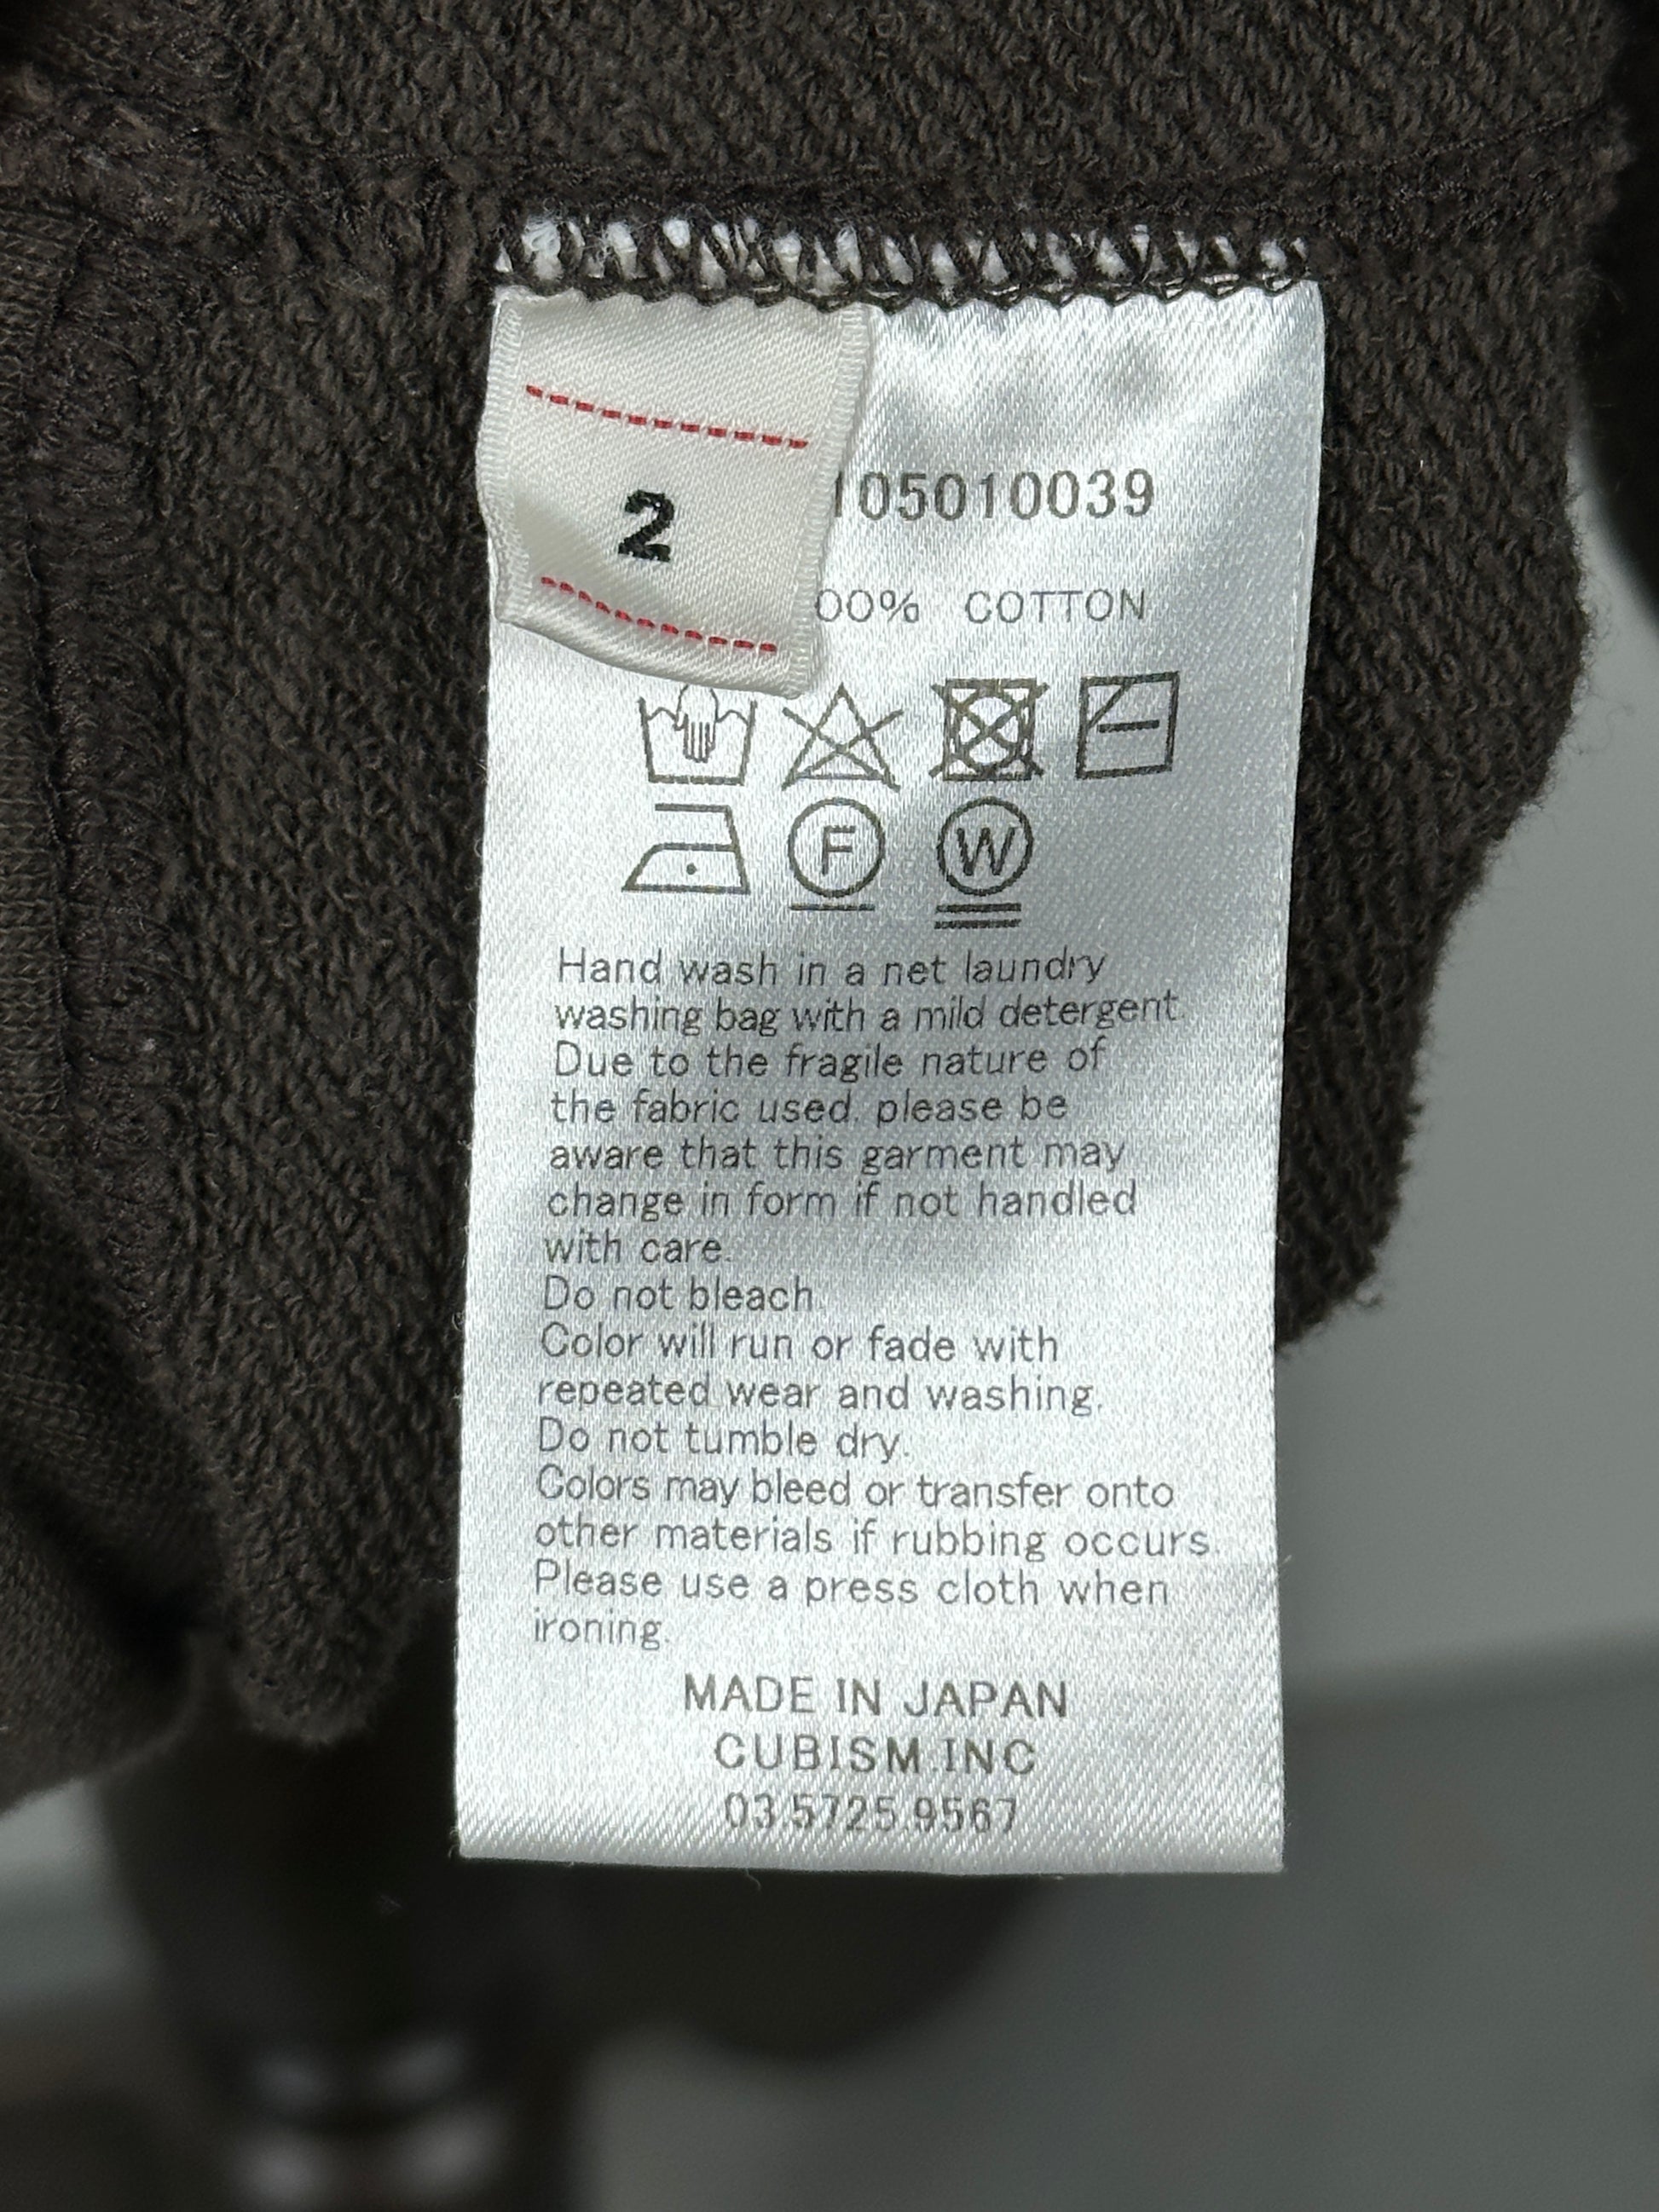 2
105010039
00% COTTON
F
W
Hand wash in a net laundry
washing bag with a mild detergent.
Due to the fragile nature of
the fabric used. please be
aware that this garment may
change in form if not handled
with care.
Do not bleach.
Color will run or fade with
repeated wear and washing.
Do not tumble dry.
Colors may bleed or transfer onto
other materials if rubbing occurs.
Please use a press cloth when
ironing.
MADE IN JAPAN
CUBISM.INC
03.5725.9567